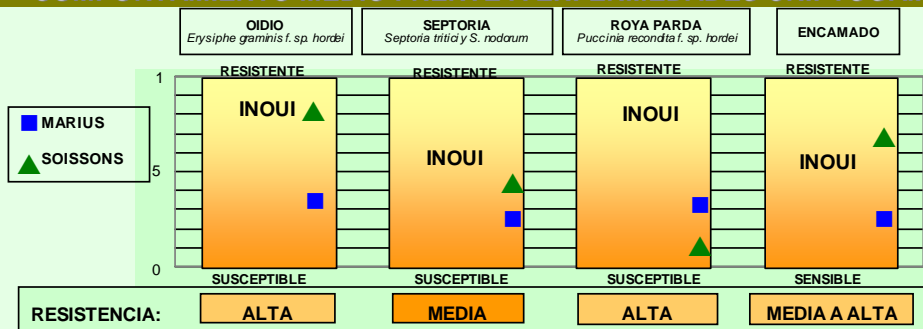 OIDIO
Erysiphe graminis f. sp. hordei
SEPTORIA
Septoria tritici y S. nodorum
ROYA PARDA
Puccinia recondita f. sp. hordei
ENCAMADO
RESISTENTE RESISTENTE RESISTENTE RESISTENTE
1
MARIUS
SOISSONS
INOUI INOUI INOUI INOUI
5
0
SUSCEPTIBLE SUSCEPTIBLE SUSCEPTIBLE SENSIBLE
RESISTENCIA: ALTA MEDIA ALTA MEDIA A ALTA